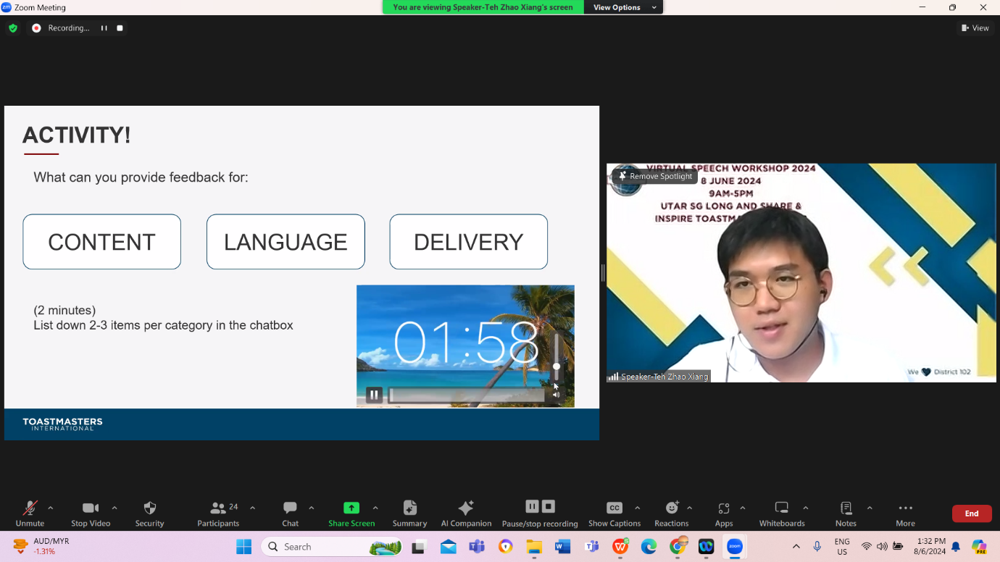 Zoom Meeting
You are viewing Speaker-Teh Zhao Xiang's screen
View Options
Recording...
View
ACTIVITY!
What can you provide feedback for:
CONTENT
LANGUAGE
DELIVERY
(2 minutes)
List down 2-3 items per category in the chatbox
01:58
TOASTMASTERS
INTERNATIONAL
VIRTUAL SPEECH WORKSHOP 2024
Remove Spotlight
8 JUNE 2024
9AM-5PM
UTAR SG LONG AND SHARE &
INSPIRE
We District 102
Speaker-Teh Zhao Xiang
Unmute
Stop Video
Security
Participants
24
Chat
Share Screen
Summary
AI Companion
Pause/stop recording
CC
Show Captions
Reactions
Apps
Whiteboards
Notes
More
End
AUD/MYR
-1.31%
Search
zoom
ENG
US
1:32 PM
8/6/2024
PRE